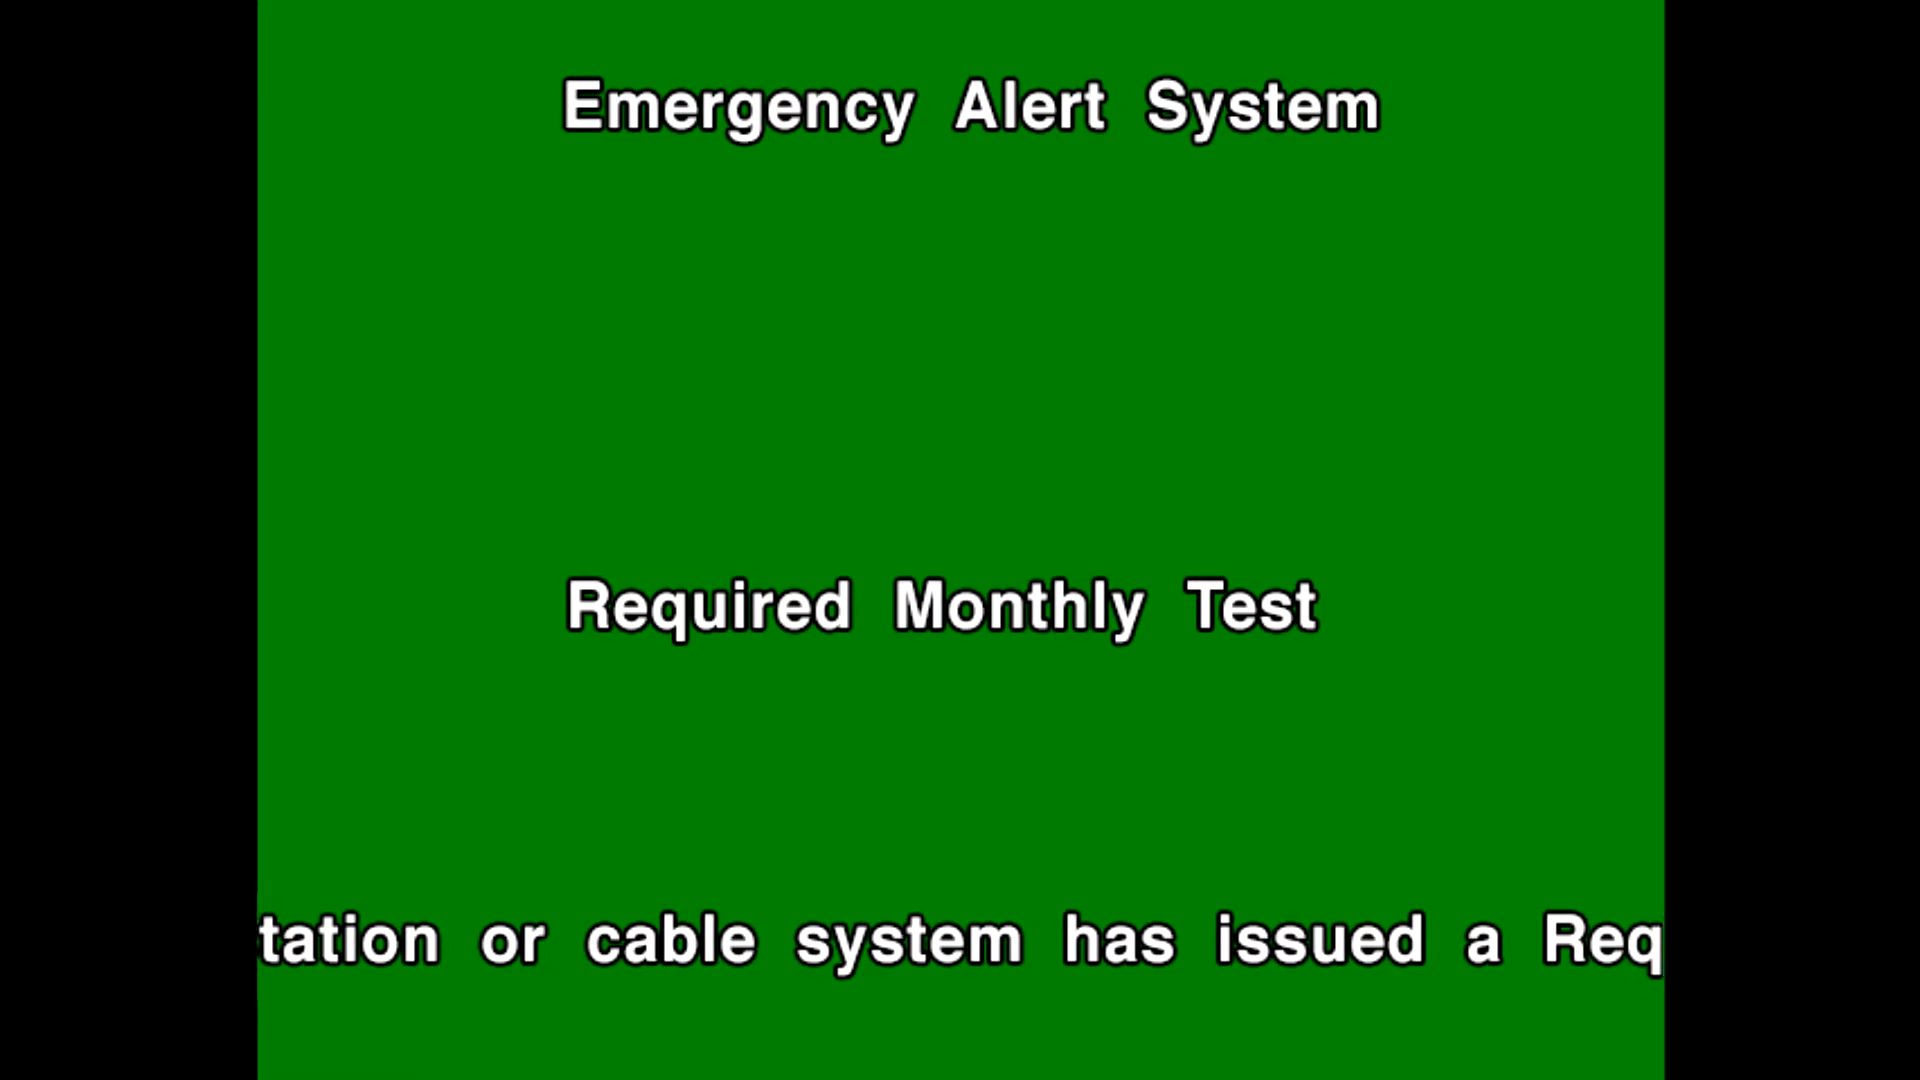 Emergency Alert System
Required Monthly Test
tation or cable system has issued a Req